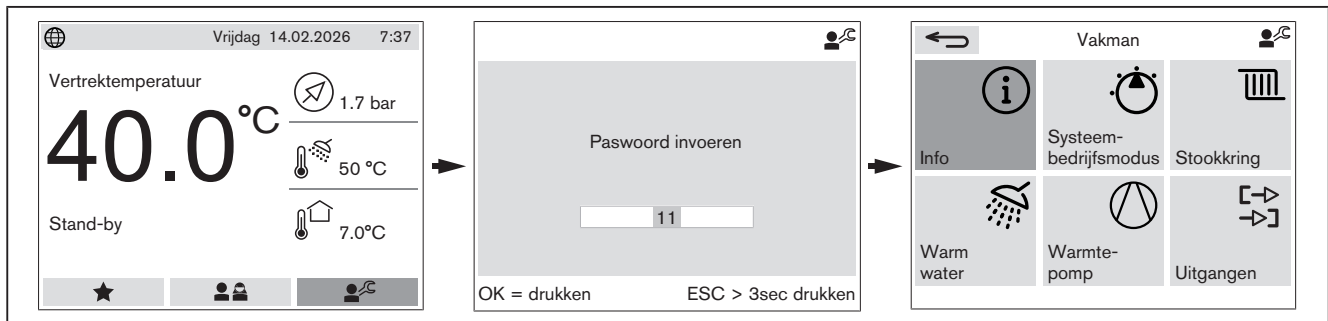 Vrijdag 14.02.2026 7:37
Vertrektemperatuur
40.0°C
1.7 bar
50 °C
Stand-by
7.0°C
Paswoord invoeren
11
OK = drukken ESC > 3sec drukken
Vakman
Info
Systeem-
bedrijfsmodus
Stookkring
Warm
water
Warmte-
pomp
Uitgangen